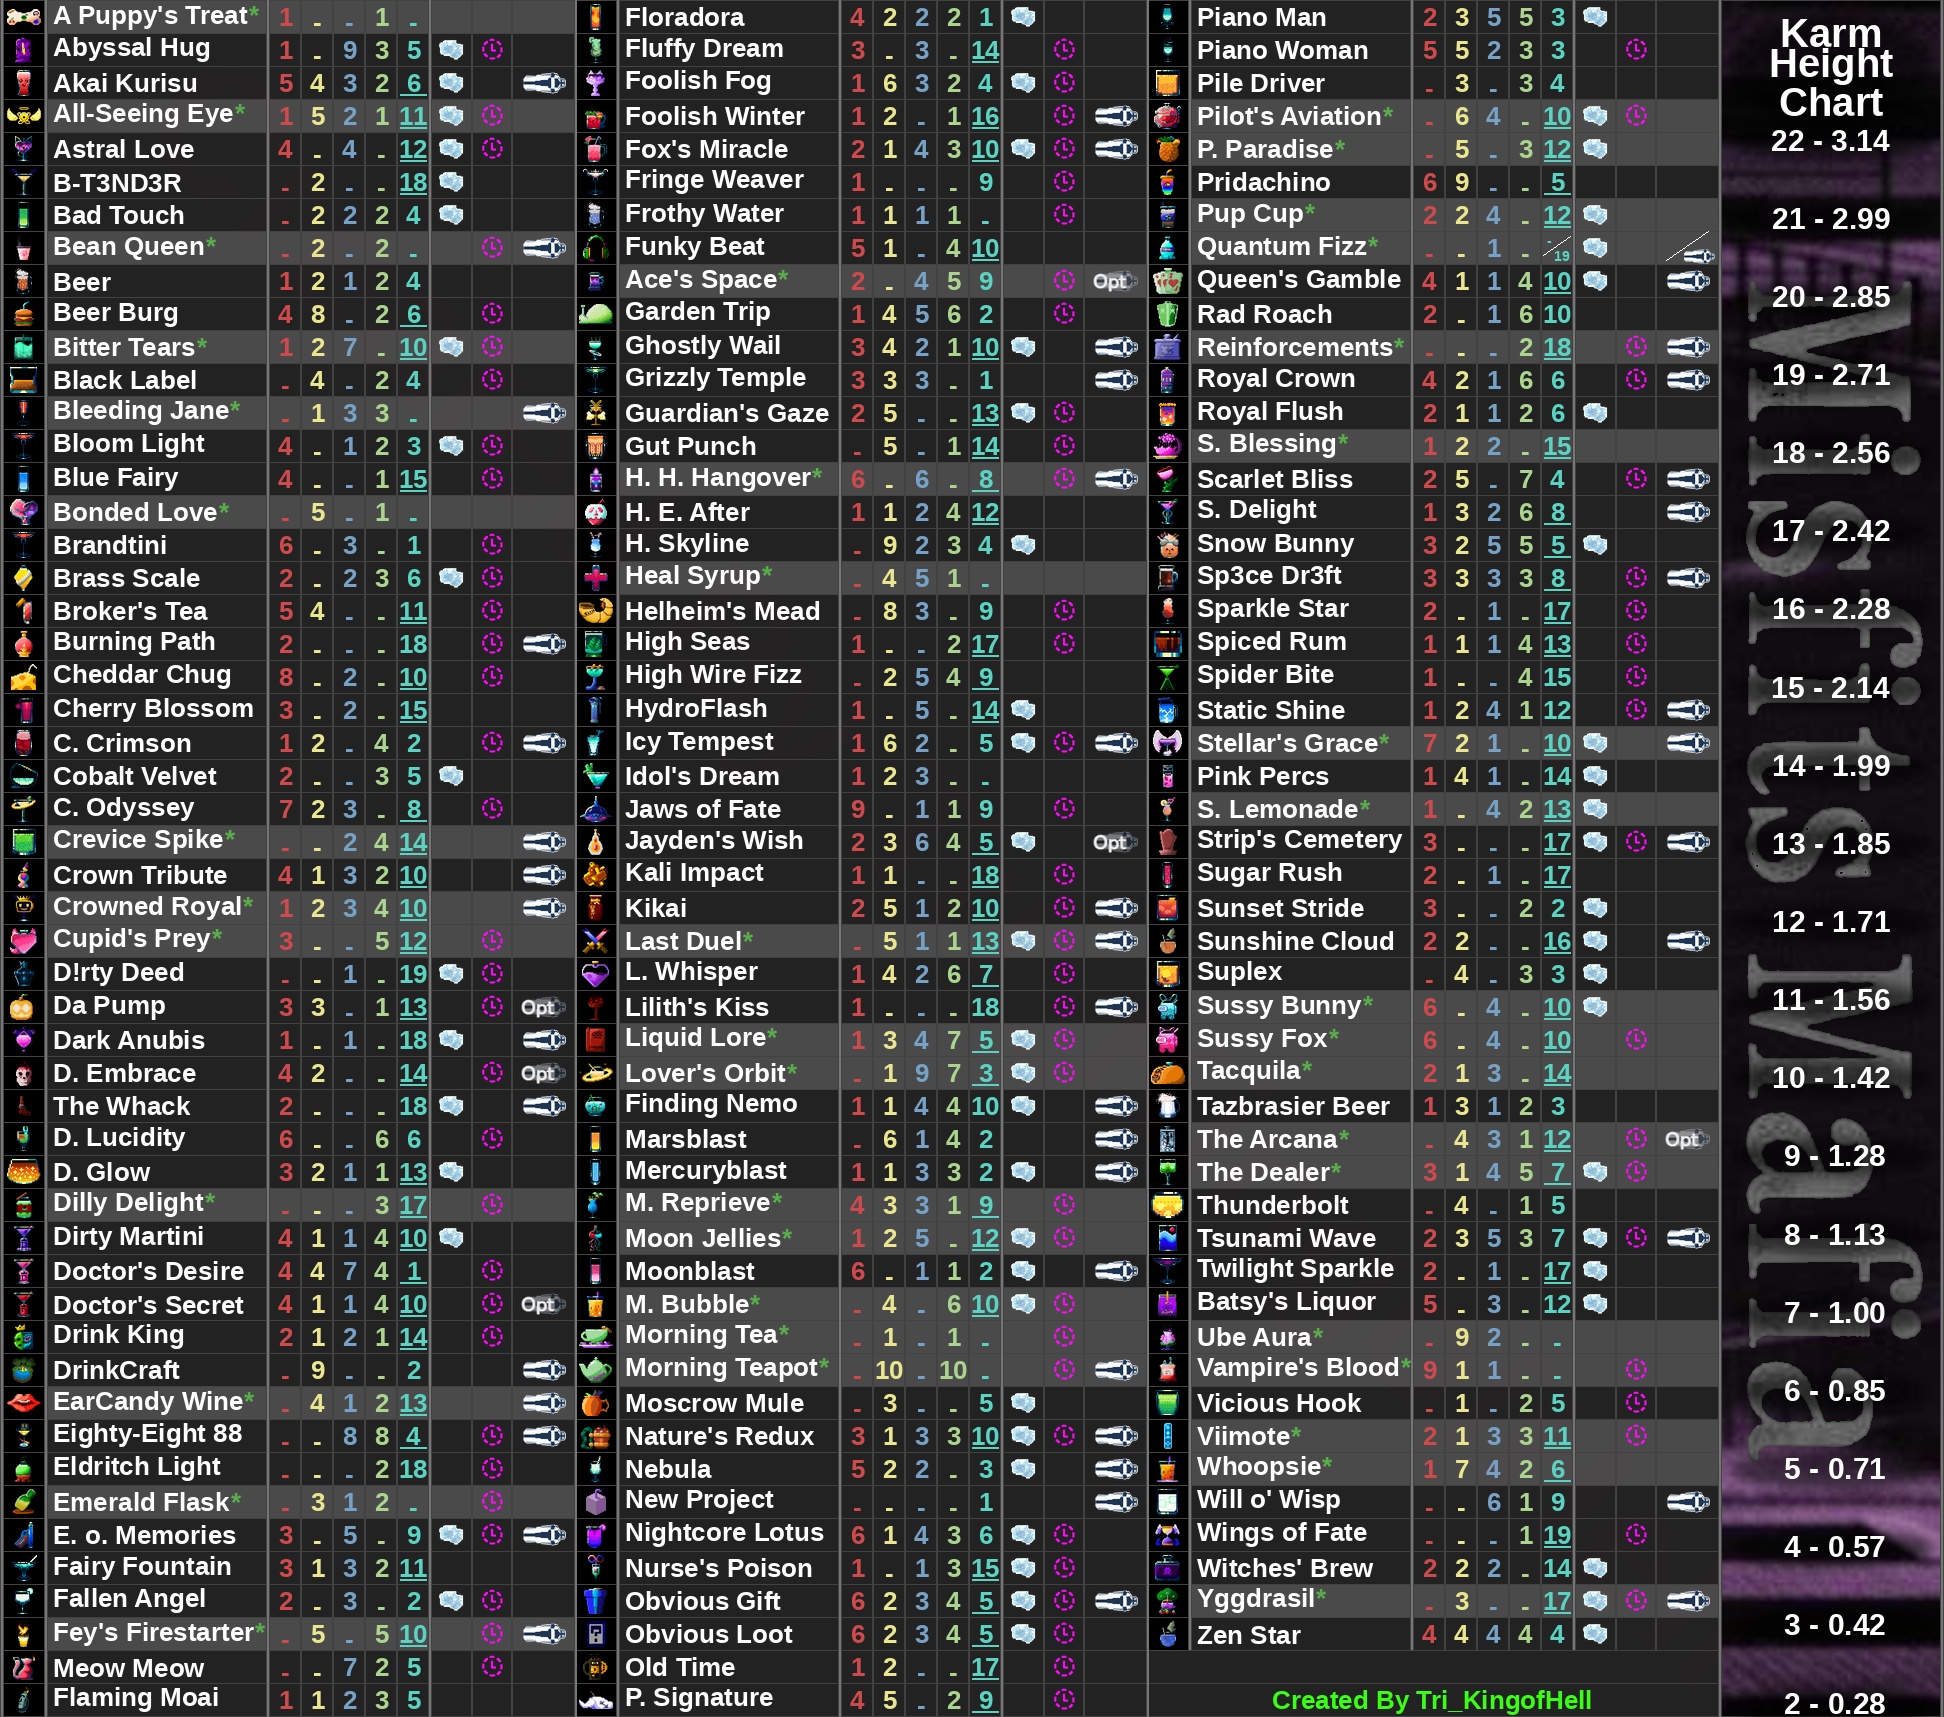 A Puppy's Treat* 1 - - 1 -
Abyssal Hug 1 - 9 3 5
Akai Kurisu 5 4 3 2 6
All-Seeing Eye* 1 5 2 1 11
Astral Love 4 - 4 - 12
B-T3ND3R - 2 - - 18
Bad Touch - 2 2 2 4
Bean Queen* - 2 - 2 -
Beer 1 2 1 2 4
Beer Burg 4 8 - 2 6
Bitter Tears* 1 2 7 - 10
Black Label - 4 - 2 4
Bleeding Jane* - 1 3 3 -
Bloom Light 4 - 1 2 3
Blue Fairy 4 - - 1 15
Bonded Love* - 5 - 1 -
Brandtini 6 - 3 - 1
Brass Scale 2 - 2 3 6
Broker's Tea 5 4 - - 11
Burning Path 2 - - - 18
Cheddar Chug 8 - 2 - 10
Cherry Blossom 3 - 2 - 15
C. Crimson 1 2 - 4 2
Cobalt Velvet 2 - - 3 5
C. Odyssey 7 2 3 - 8
Crevice Spike* - - 2 4 14
Crown Tribute 4 1 3 2 10
Crowned Royal* 1 2 3 4 10
Cupid's Prey* 3 - - 5 12
D!rty Deed - - 1 - 19
Da Pump 3 3 - 1 13 Opt
Dark Anubis 1 - 1 - 18
D. Embrace 4 2 - - 14 Opt
The Whack 2 - - - 18
D. Lucidity 6 - - 6 6
D. Glow 3 2 1 1 13
Dilly Delight* - - - 3 17
Dirty Martini 4 1 1 4 10
Doctor's Desire 4 4 7 4 1
Doctor's Secret 4 1 1 4 10 Opt
Drink King 2 1 2 1 14
DrinkCraft - 9 - - 2
EarCandy Wine* - 4 1 2 13
Eighty-Eight 88 - - 8 8 4
Eldritch Light - - - 2 18
Emerald Flask* - 3 1 2 -
E. o. Memories 3 - 5 - 9
Fairy Fountain 3 1 3 2 11
Fallen Angel 2 - 3 - 2
Fey's Firestarter* - 5 - 5 10
Meow Meow - - 7 2 5
Flaming Moai 1 1 2 3 5
Floradora 4 2 2 2 1
Fluffy Dream 3 - 3 - 14
Foolish Fog 1 6 3 2 4
Foolish Winter 1 2 - 1 16
Fox's Miracle 2 1 4 3 10
Fringe Weaver 1 - - - 9
Frothy Water 1 1 1 1 -
Funky Beat 5 1 - 4 10
Ace's Space* 2 - 4 5 9 Opt
Garden Trip 1 4 5 6 2
Ghostly Wail 3 4 2 1 10
Grizzly Temple 3 3 3 - 1
Guardian's Gaze 2 5 - - 13
Gut Punch - 5 - 1 14
H. H. Hangover* 6 - 6 - 8
H. E. After 1 1 2 4 12
H. Skyline - 9 2 3 4
Heal Syrup* - 4 5 1 -
Helheim's Mead - 8 3 - 9
High Seas 1 - - 2 17
High Wire Fizz - 2 5 4 9
HydroFlash 1 - 5 - 14
Icy Tempest 1 6 2 - 5
Idol's Dream 1 2 3 - -
Jaws of Fate 9 - 1 1 9
Jayden's Wish 2 3 6 4 5 Opt
Kali Impact 1 1 - - 18
Kikai 2 5 1 2 10
Last Duel* - 5 1 1 13
L. Whisper 1 4 2 6 7
Lilith's Kiss 1 - - - 18
Liquid Lore* 1 3 4 7 5
Lover's Orbit* - 1 9 7 3
Finding Nemo 1 1 4 4 10
Marsblast - 6 1 4 2
Mercuryblast 1 1 3 3 2
M. Reprieve* 4 3 3 1 9
Moon Jellies* 1 2 5 - 12
Moonblast 6 - 1 1 2
M. Bubble* - 4 - 6 10
Morning Tea* - 1 - 1 -
Morning Teapot* - 10 - 10 -
Moscrow Mule - 3 - - 5
Nature's Redux 3 1 3 3 10
Nebula 5 2 2 - 3
New Project - - - - 1
Nightcore Lotus 6 1 4 3 6
Nurse's Poison 1 - 1 3 15
Obvious Gift 6 2 3 4 5
Obvious Loot 6 2 3 4 5
Old Time 1 2 - - 17
P. Signature 4 5 - 2 9
Piano Man 2 3 5 5 3
Piano Woman 5 5 2 3 3
Pile Driver - 3 - 3 4
Pilot's Aviation* - 6 4 - 10
P. Paradise* - 5 - 3 12
Pridachino 6 9 - - 5
Pup Cup* 2 2 4 - 12
Quantum Fizz* - - 1 - -/19
Queen's Gamble 4 1 1 4 10
Rad Roach 2 - 1 6 10
Reinforcements* - - - 2 18
Royal Crown 4 2 1 6 6
Royal Flush 2 1 1 2 6
S. Blessing* 1 2 2 - 15
Scarlet Bliss 2 5 - 7 4
S. Delight 1 3 2 6 8
Snow Bunny 3 2 5 5 5
Sp3ce Dr3ft 3 3 3 3 8
Sparkle Star 2 - 1 - 17
Spiced Rum 1 1 1 4 13
Spider Bite 1 - - 4 15
Static Shine 1 2 4 1 12
Stellar's Grace* 7 2 1 - 10
Pink Percs 1 4 1 - 14
S. Lemonade* 1 - 4 2 13
Strip's Cemetery 3 - - - 17
Sugar Rush 2 - 1 - 17
Sunset Stride 3 - - 2 2
Sunshine Cloud 2 2 - - 16
Suplex - 4 - 3 3
Sussy Bunny* 6 - 4 - 10
Sussy Fox* 6 - 4 - 10
Tacquila* 2 1 3 - 14
Tazbrasier Beer 1 3 1 2 3
The Arcana* - 4 3 1 12 Opt
The Dealer* 3 1 4 5 7
Thunderbolt - 4 - 1 5
Tsunami Wave 2 3 5 3 7
Twilight Sparkle 2 - 1 - 17
Batsy's Liquor 5 - 3 - 12
Ube Aura* - 9 2 - -
Vampire's Blood* 9 1 1 - -
Vicious Hook - 1 - 2 5
Viimote* 2 1 3 3 11
Whoopsie* 1 7 4 2 6
Will o' Wisp - - 6 1 9
Wings of Fate - - - 1 19
Witches' Brew 2 2 2 - 14
Yggdrasil* - 3 - - 17
Zen Star 4 4 4 4 4
Created By Tri_KingofHell
Karm
Height
Chart
22 - 3.14
21 - 2.99
20 - 2.85
19 - 2.71
18 - 2.56
17 - 2.42
16 - 2.28
15 - 2.14
14 - 1.99
13 - 1.85
12 - 1.71
11 - 1.56
10 - 1.42
9 - 1.28
8 - 1.13
7 - 1.00
6 - 0.85
5 - 0.71
4 - 0.57
3 - 0.42
2 - 0.28
Misfits Mafia